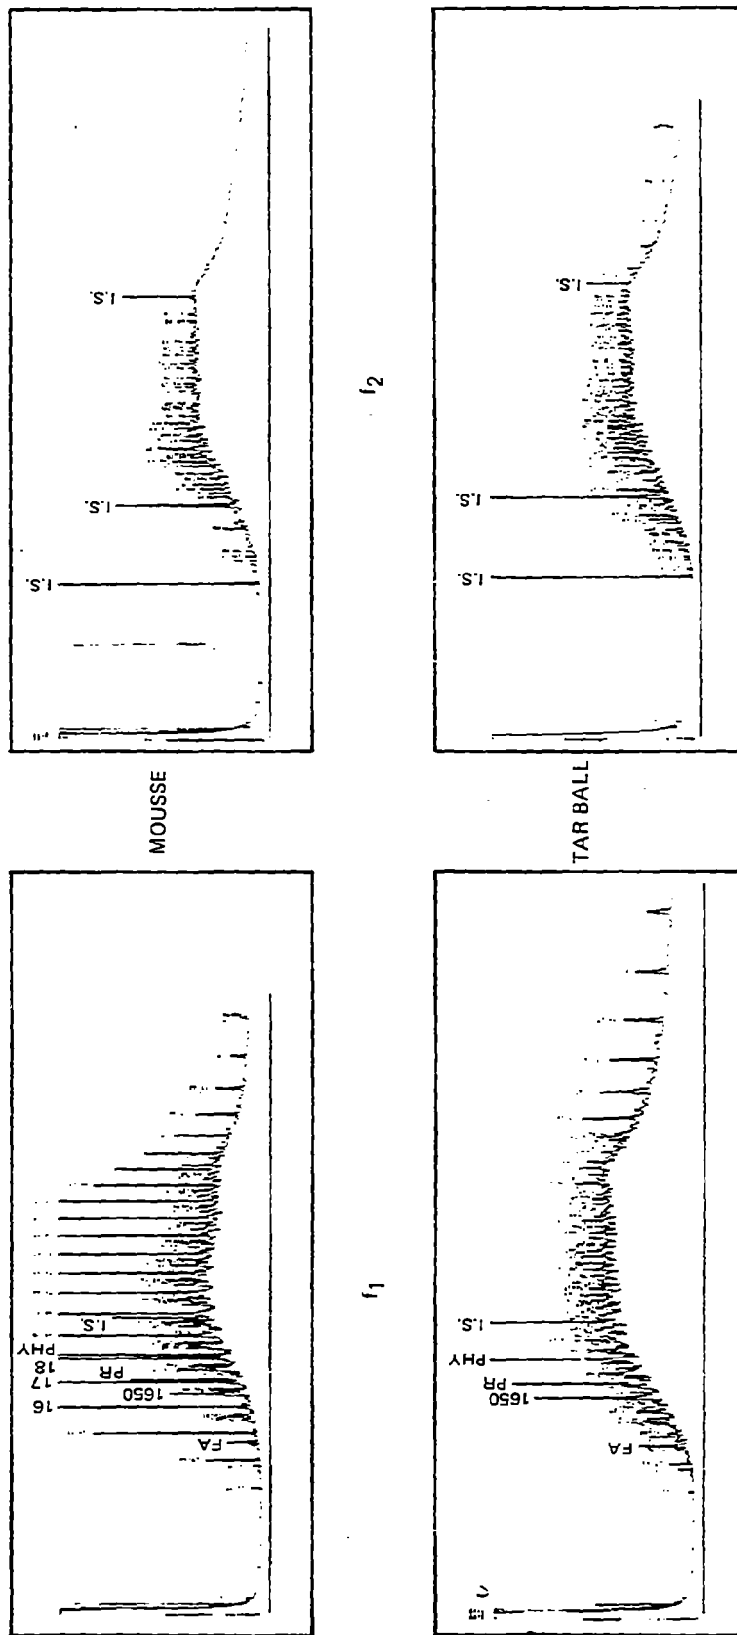 MOUSSE
I.S.
I.S.
I.S.
f2
TAR BALL
I.S.
I.S.
I.S.
I.S.
PHY
18
PR
17
1650
16
FA
f1
I.S.
PHY
PR
1650
FA